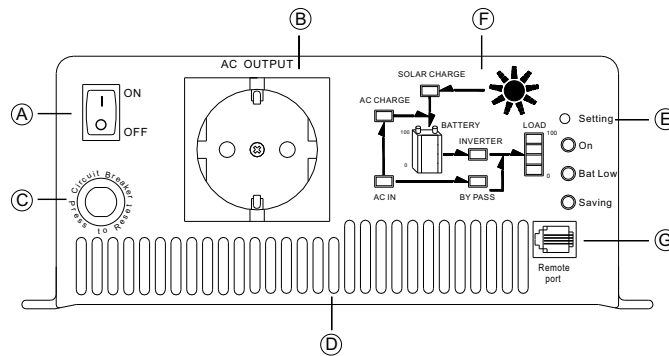 B
F
AC OUTPUT
SOLAR CHARGE
ON
A
OFF
AC CHARGE
BATTERY
LOAD
100
100
Setting
E
INVERTER
On
0
0
Bat Low
C
Circuit Breaker
Press to Reset
AC IN
BY PASS
Saving
G
Remote
port
D